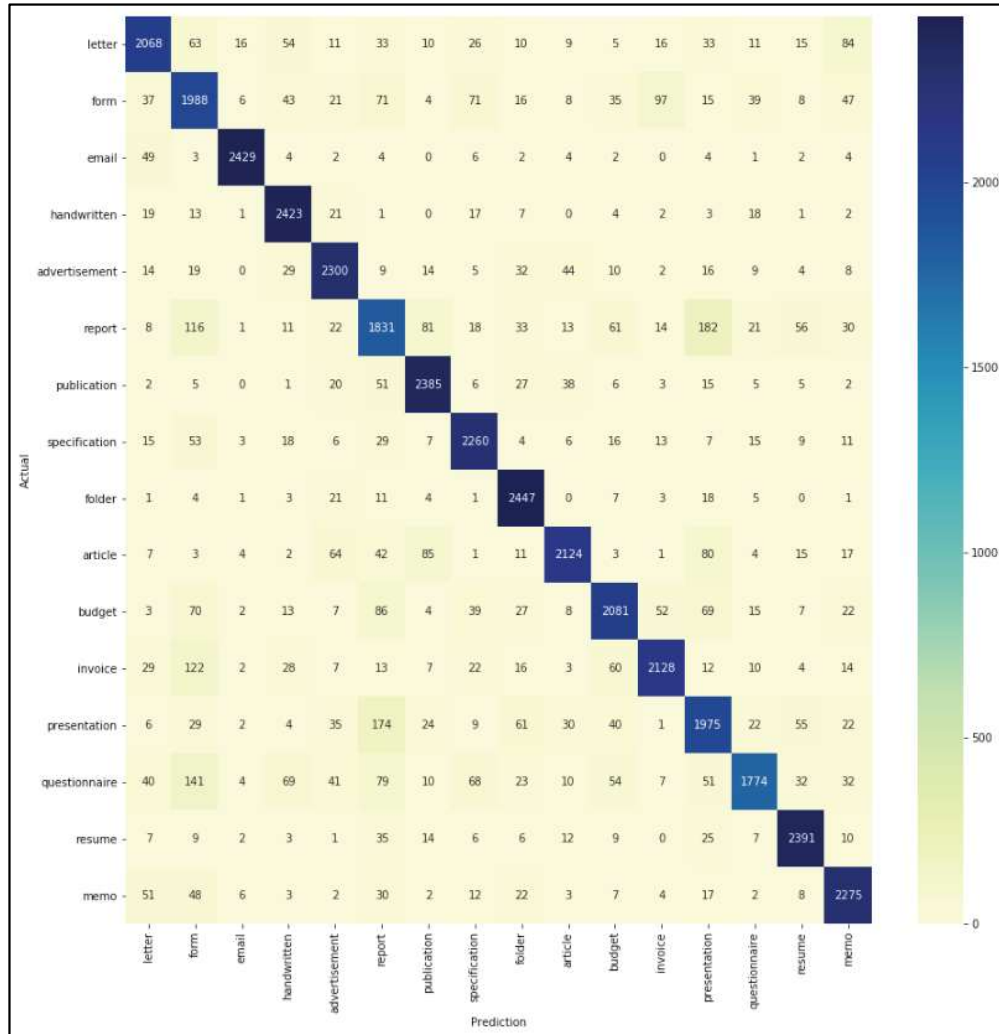 letter 2068 63 16 54 11 33 10 26 10 9 5 16 33 11 15 84
form 37 1988 6 43 21 71 4 71 16 8 35 97 15 39 8 47
email 49 3 2429 4 2 4 0 6 2 4 2 0 4 1 2 4
handwritten 19 13 1 2423 21 1 0 17 7 0 4 2 3 18 1 2
advertisement 14 19 0 29 2300 9 14 5 32 44 10 2 16 9 4 8
report 8 116 1 11 22 1831 81 18 33 13 61 14 182 21 56 30
publication 2 5 0 1 20 51 2385 6 27 38 6 3 15 5 5 2
specification 15 53 3 18 6 29 7 2260 4 6 16 13 7 15 9 11
folder 1 4 1 3 21 11 4 1 2447 0 7 3 18 5 0 1
article 7 3 4 2 64 42 85 1 11 2124 3 1 80 4 15 17
budget 3 70 2 13 7 86 4 39 27 8 2081 52 69 15 7 22
invoice 29 122 2 28 7 13 7 22 16 3 60 2128 12 10 4 14
presentation 6 29 2 4 35 174 24 9 61 30 40 1 1975 22 55 22
questionnaire 40 141 4 69 41 79 10 68 23 10 54 7 51 1774 32 32
resume 7 9 2 3 1 35 14 6 6 12 9 0 25 7 2391 10
memo 51 48 6 3 2 30 2 12 22 3 7 4 17 2 8 2275
letter form email handwritten advertisement report publication specification folder article budget invoice presentation questionnaire resume memo
Prediction
Actual
2000
1500
1000
500
0